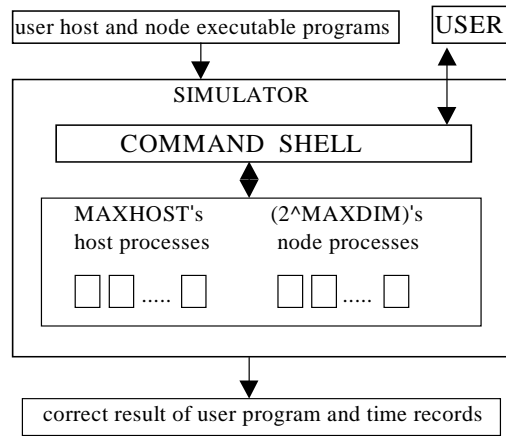 user host and node executable programs
USER
SIMULATOR
COMMAND SHELL
MAXHOST's
host processes
(2^MAXDIM)'s
node processes
.....
.....
correct result of user program and time records